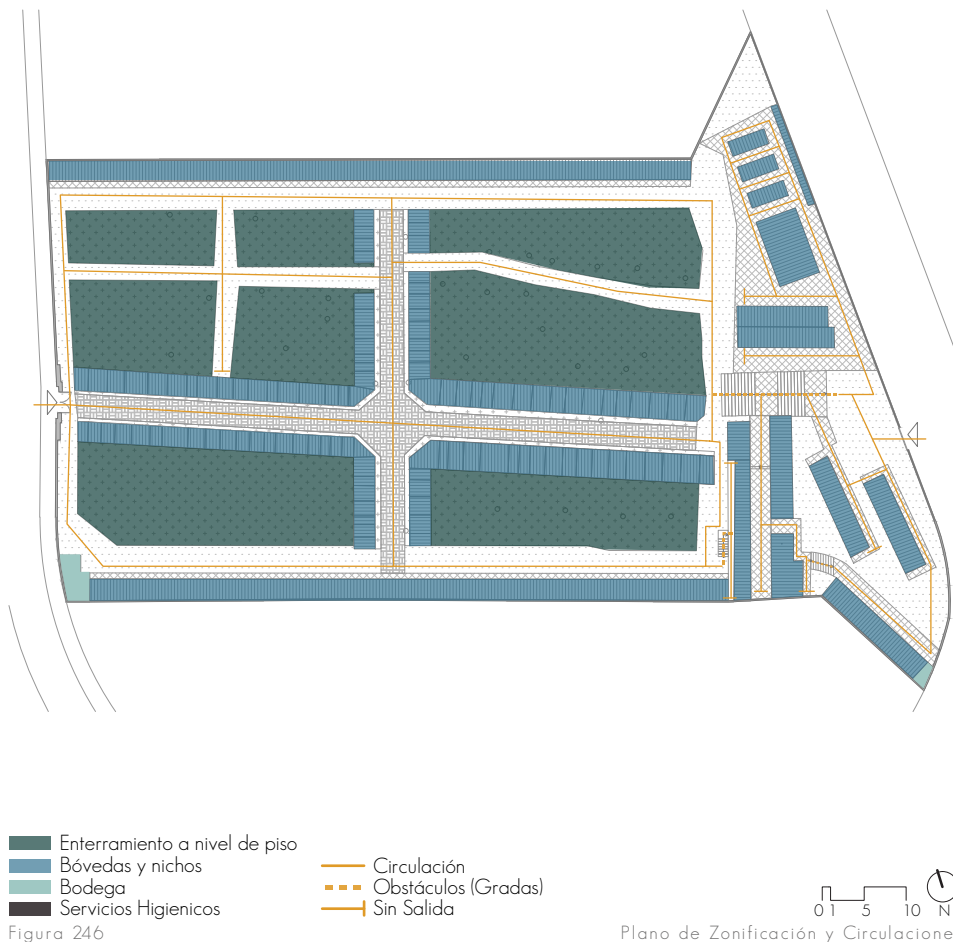 Enterramiento a nivel de piso
Bóvedas y nichos
Bodega
Servicios Higienicos
Circulación
Obstáculos (Gradas)
Sin Salida
0 1 5 10 N
Figura 246
Plano de Zonificación y Circulacione